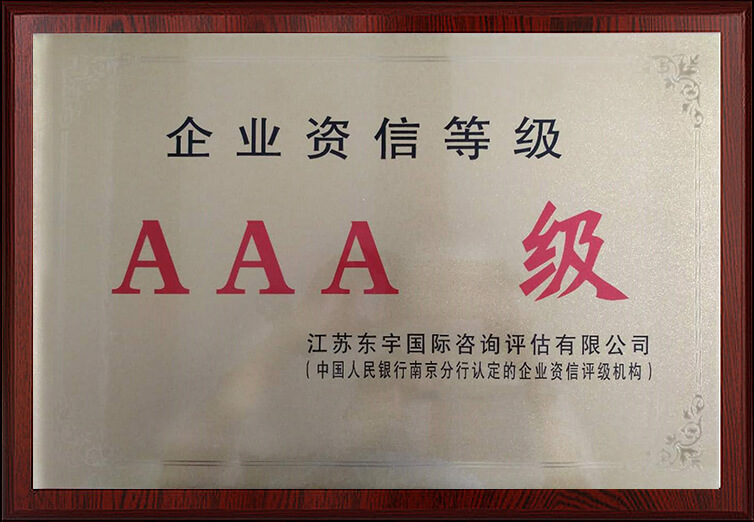 企业资信等级
AAA 级
江苏东宇国际咨询评估有限公司
(中国人民银行南京分行认定的企业资信评级机构)